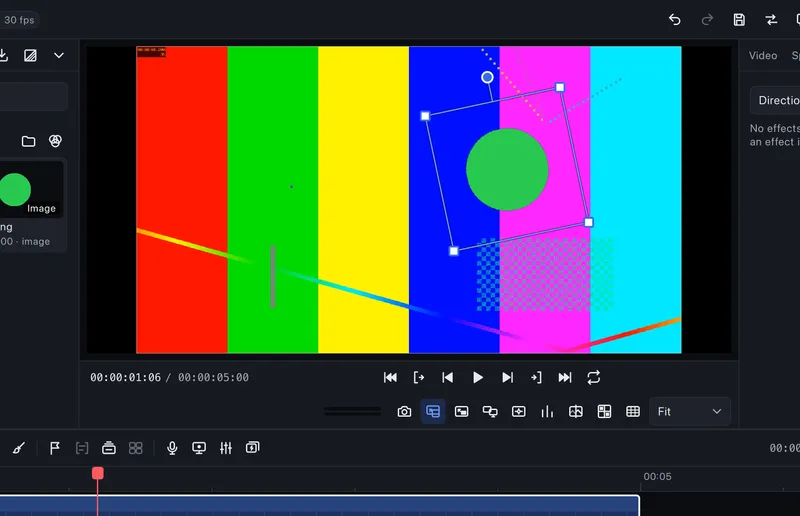 30 fps
Video
Sp
Directio
No effects
an effect i
Image
ng
00 · image
00:00:01:06 / 00:00:05:00
Fit
00:00
00:05